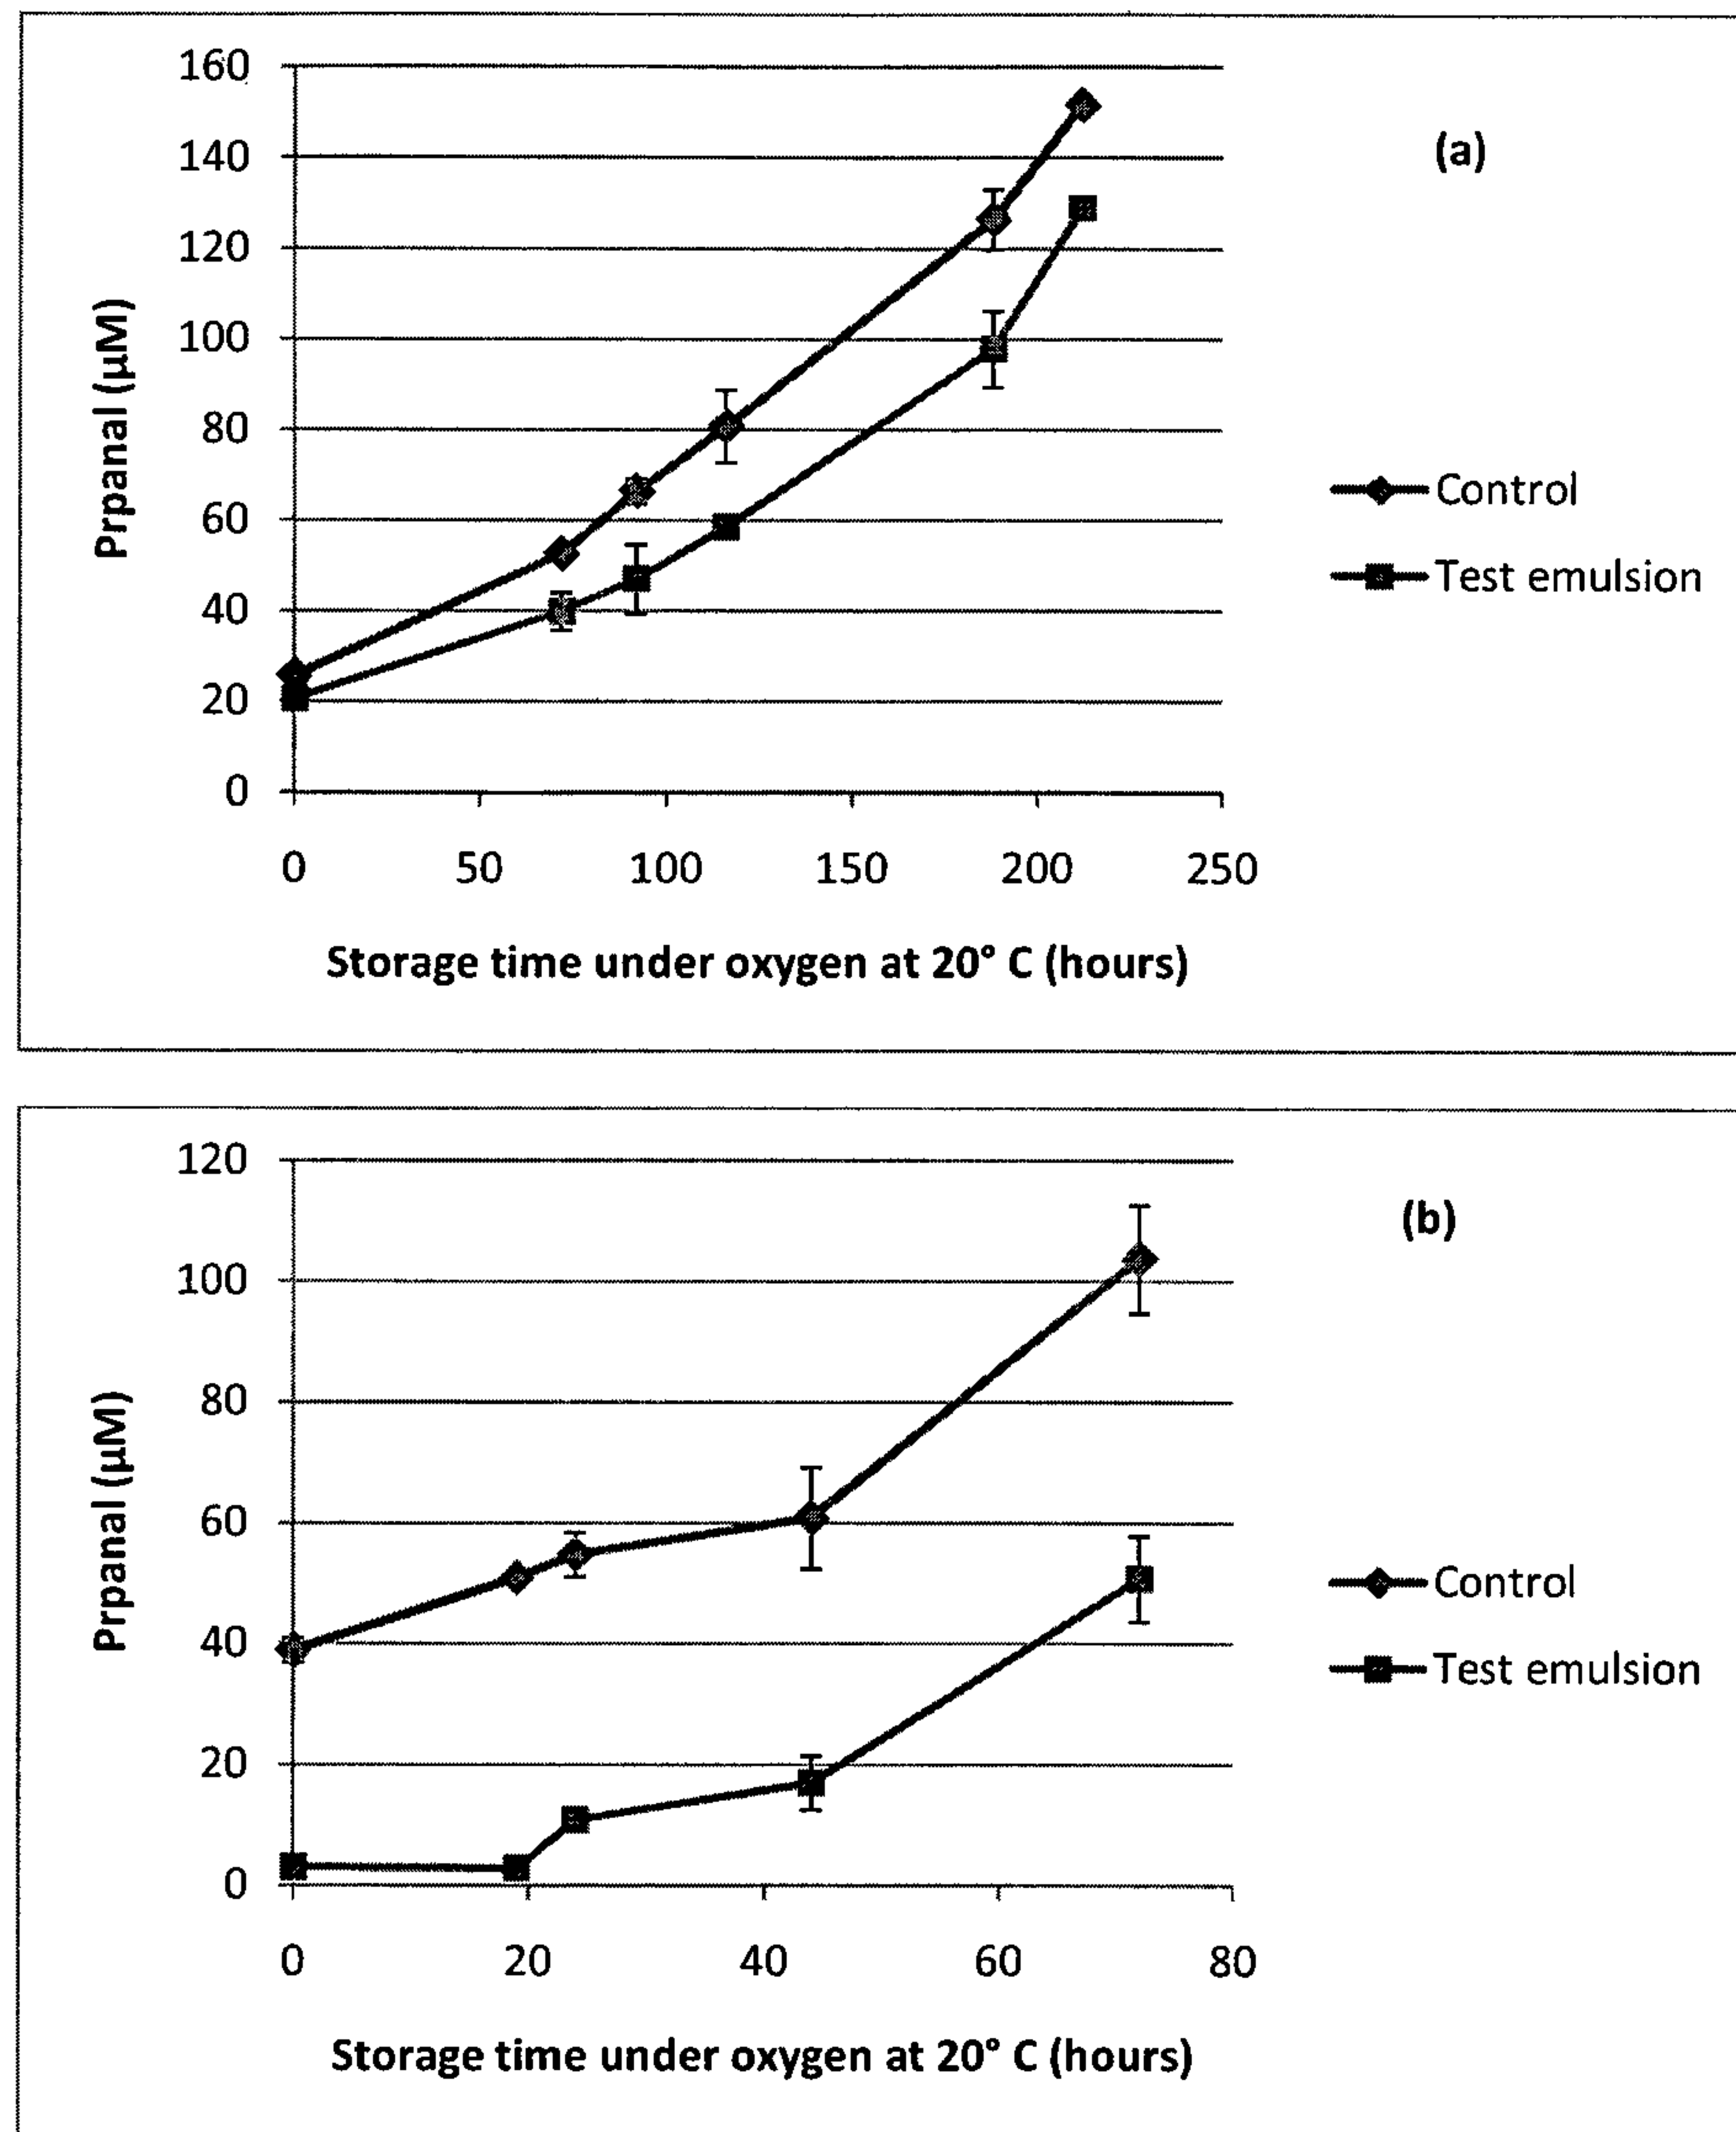 160
140
120
100
80
60
40
20
0
Prpanal (µM)
0 50 100 150 200 250
Storage time under oxygen at 20° C (hours)
(a)
Control
Test emulsion
120
100
80
60
40
20
0
Prpanal (µM)
0 20 40 60 80
Storage time under oxygen at 20° C (hours)
(b)
Control
Test emulsion